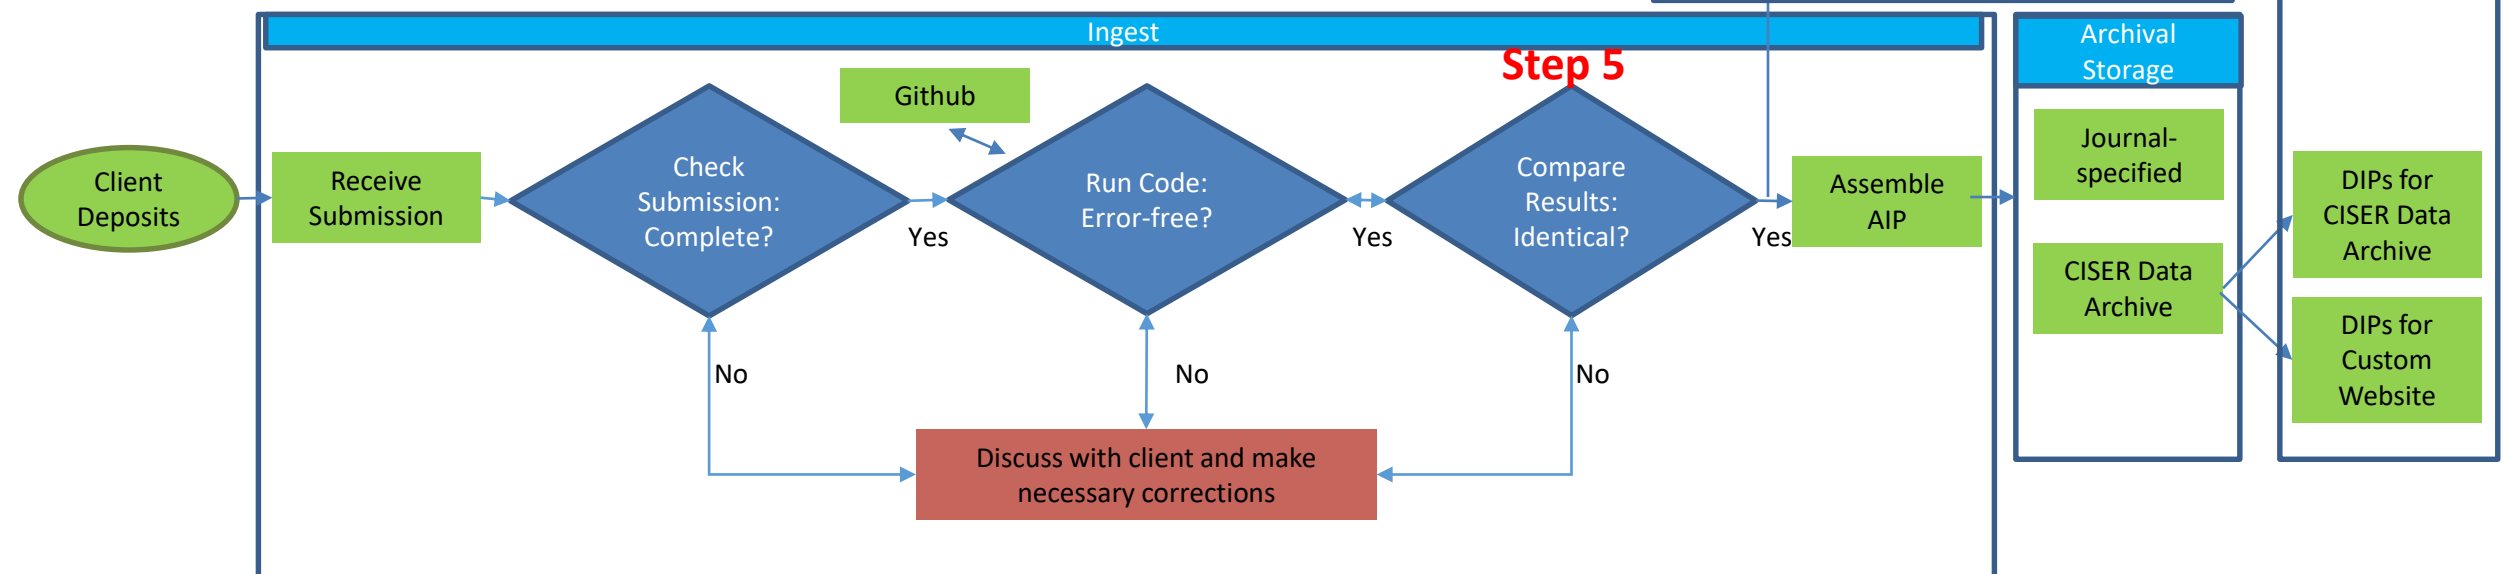 Ingest
Archival
Storage
Step 5
Github
Client
Deposits
Receive
Submission
Check
Submission:
Complete?
Yes
Run Code:
Error-free?
Yes
Compare
Results:
Identical?
Yes
Assemble
AIP
Journal-
specified
CISER Data
Archive
DIPs for
CISER Data
Archive
DIPs for
Custom
Website
No
No
No
Discuss with client and make
necessary corrections